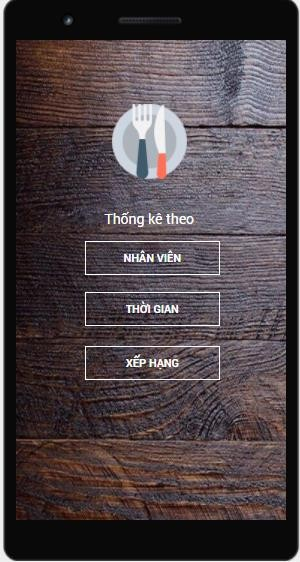 Thống kê theo
NHÂN VIÊN
THỜI GIAN
XẾP HẠNG